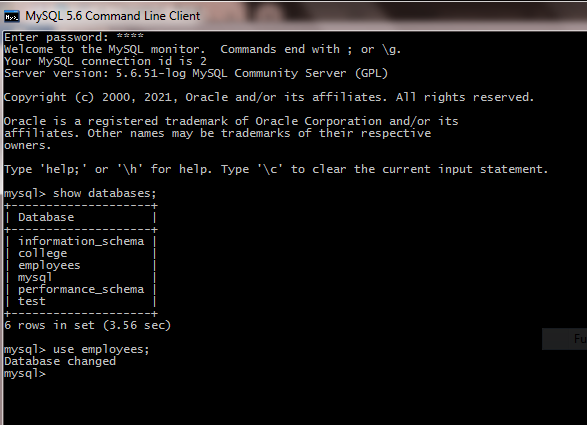 MySQL 5.6 Command Line Client
Enter password: ****
Welcome to the MySQL monitor.  Commands end with ; or \g.
Your MySQL connection id is 2
Server version: 5.6.51-log MySQL Community Server (GPL)
Copyright (c) 2000, 2021, Oracle and/or its affiliates. All rights reserved.
Oracle is a registered trademark of Oracle Corporation and/or its
affiliates. Other names may be trademarks of their respective
owners.
Type 'help;' or '\h' for help. Type '\c' to clear the current input statement.
mysql> show databases;
+--------------------+
| Database           |
+--------------------+
| information_schema |
| college            |
| employees          |
| mysql              |
| performance_schema |
| test               |
+--------------------+
6 rows in set (3.56 sec)
mysql> use employees;
Database changed
mysql>